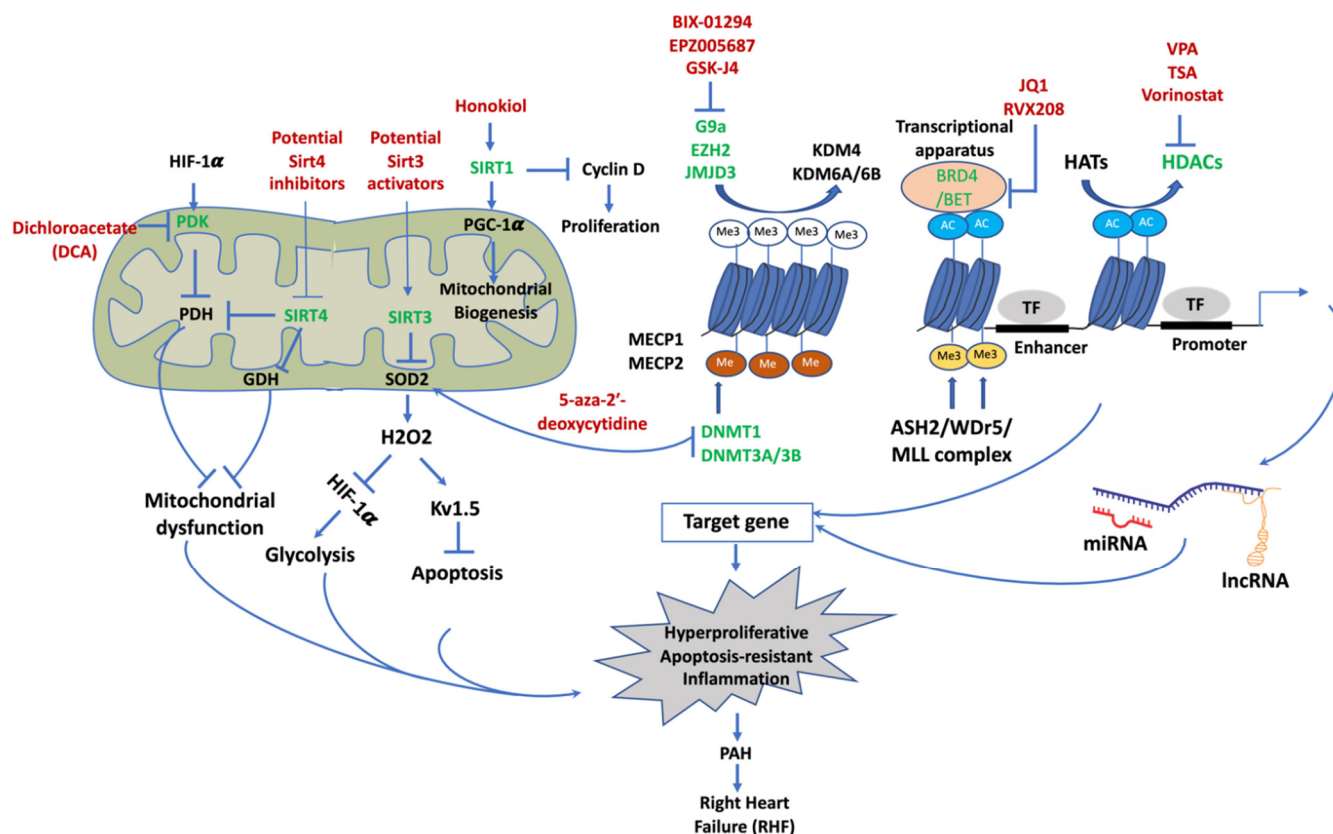 BIX-01294
EPZ005687
GSK-J4
VPA
TSA
Vorinostat
JQ1
RVX208
Honokiol
Potential
Sirt4
inhibitors
Potential
Sirt3
activators
HIF-1α
SIRT1
Cyclin D
Proliferation
G9a
EZH2
JMJD3
KDM4
KDM6A/6B
Transcriptional
apparatus
BRD4
/BET
HATs
HDACs
Dichloroacetate
(DCA)
PDK
PGC-1α
Me3
Me3
Me3
Me3
AC
AC
AC
AC
PDH
SIRT4
SIRT3
Mitochondrial
Biogenesis
MECP1
MECP2
TF
Enhancer
TF
Promoter
Me
Me
Me
Me3
Me3
GDH
SOD2
5-aza-2’-
deoxycytidine
DNMT1
DNMT3A/3B
ASH2/WDr5/
MLL complex
H2O2
HIF-1α
Kv1.5
Mitochondrial
dysfunction
Glycolysis
Apoptosis
Target gene
miRNA
lncRNA
Hyperproliferative
Apoptosis-resistant
Inflammation
PAH
Right Heart
Failure (RHF)